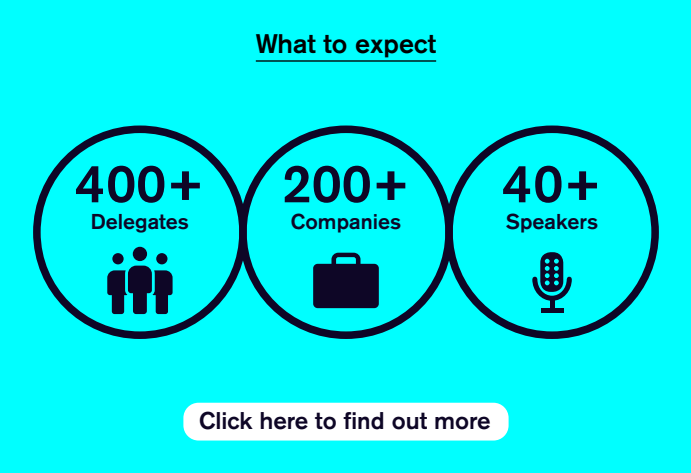 What to expect
400+
Delegates
200+
Companies
40+
Speakers
Click here to find out more